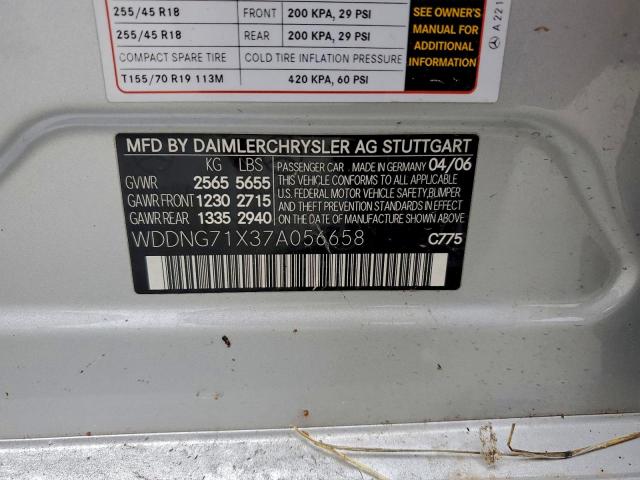 255/45 R18 FRONT 200 KPA, 29 PSI
255/45 R18 REAR 200 KPA, 29 PSI
COMPACT SPARE TIRE COLD TIRE INFLATION PRESSURE
T155/70 R19 113M 420 KPA, 60 PSI
SEE OWNER'S
MANUAL FOR
ADDITIONAL
INFORMATION
A 221
MFD BY DAIMLERCHRYSLER AG STUTTGART
KG LBS PASSENGER CAR MADE IN GERMANY 04/06
GVWR 2565 5655 THIS VEHICLE CONFORMS TO ALL APPLI-
GAWR FRONT 1230 2715 CABLE U.S. FEDERAL MOTOR VEHICLE SAFETY, BUMPER
GAWR REAR 1335 2940 AND THEFT PREVENTION STANDARDS IN
EFFECT ON THE DATE OF MANUFACTURE SHOWN ABOVE
WDDNG71X37A056658 C775